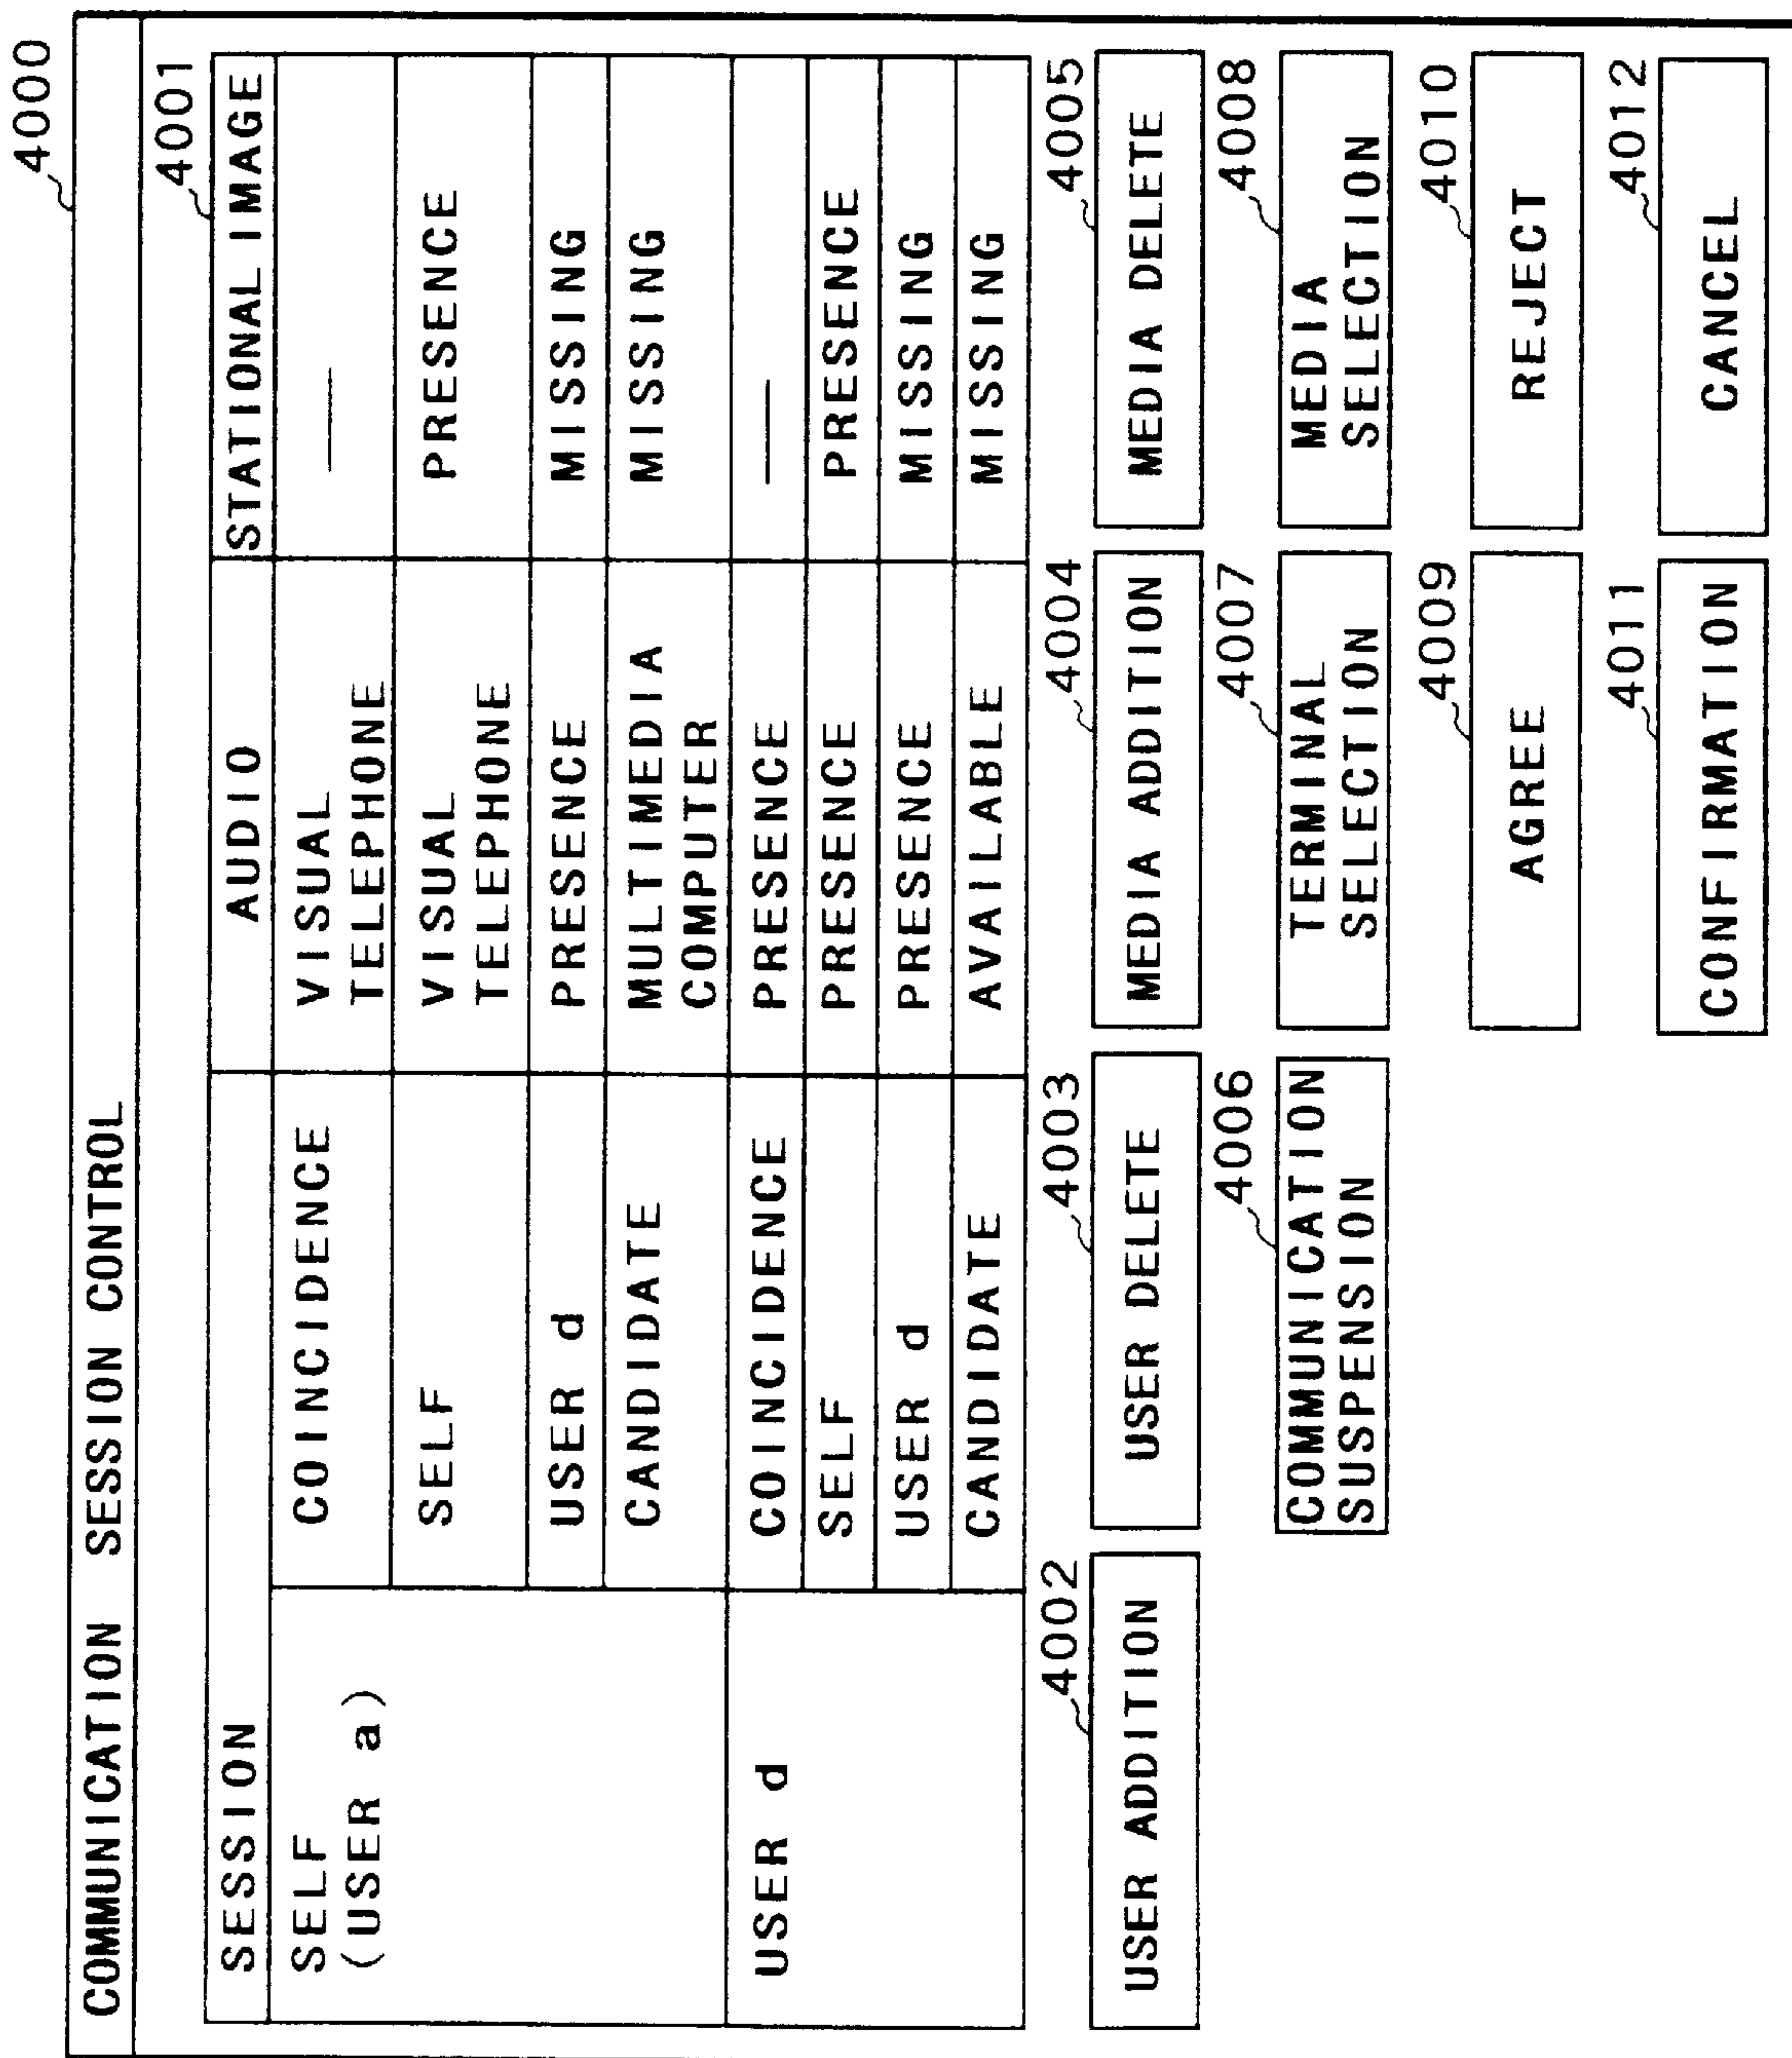 4000
COMMUNICATION SESSION CONTROL
4001
SESSION AUDIO STATIONAL IMAGE
SELF
(USER a)
COINCIDENCE VISUAL TELEPHONE —
SELF VISUAL TELEPHONE PRESENCE
USER d PRESENCE MISSING
CANDIDATE MULTIMEDIA COMPUTER MISSING
USER d
COINCIDENCE PRESENCE —
SELF PRESENCE PRESENCE
USER d PRESENCE MISSING
CANDIDATE AVAILABLE MISSING
4002 4003 4004 4005
USER ADDITION USER DELETE MEDIA ADDITION MEDIA DELETE
4006 4007 4008
COMMUNICATION SUSPENSION TERMINAL SELECTION MEDIA SELECTION
4009 4010
AGREE REJECT
4011 4012
CONFIRMATION CANCEL